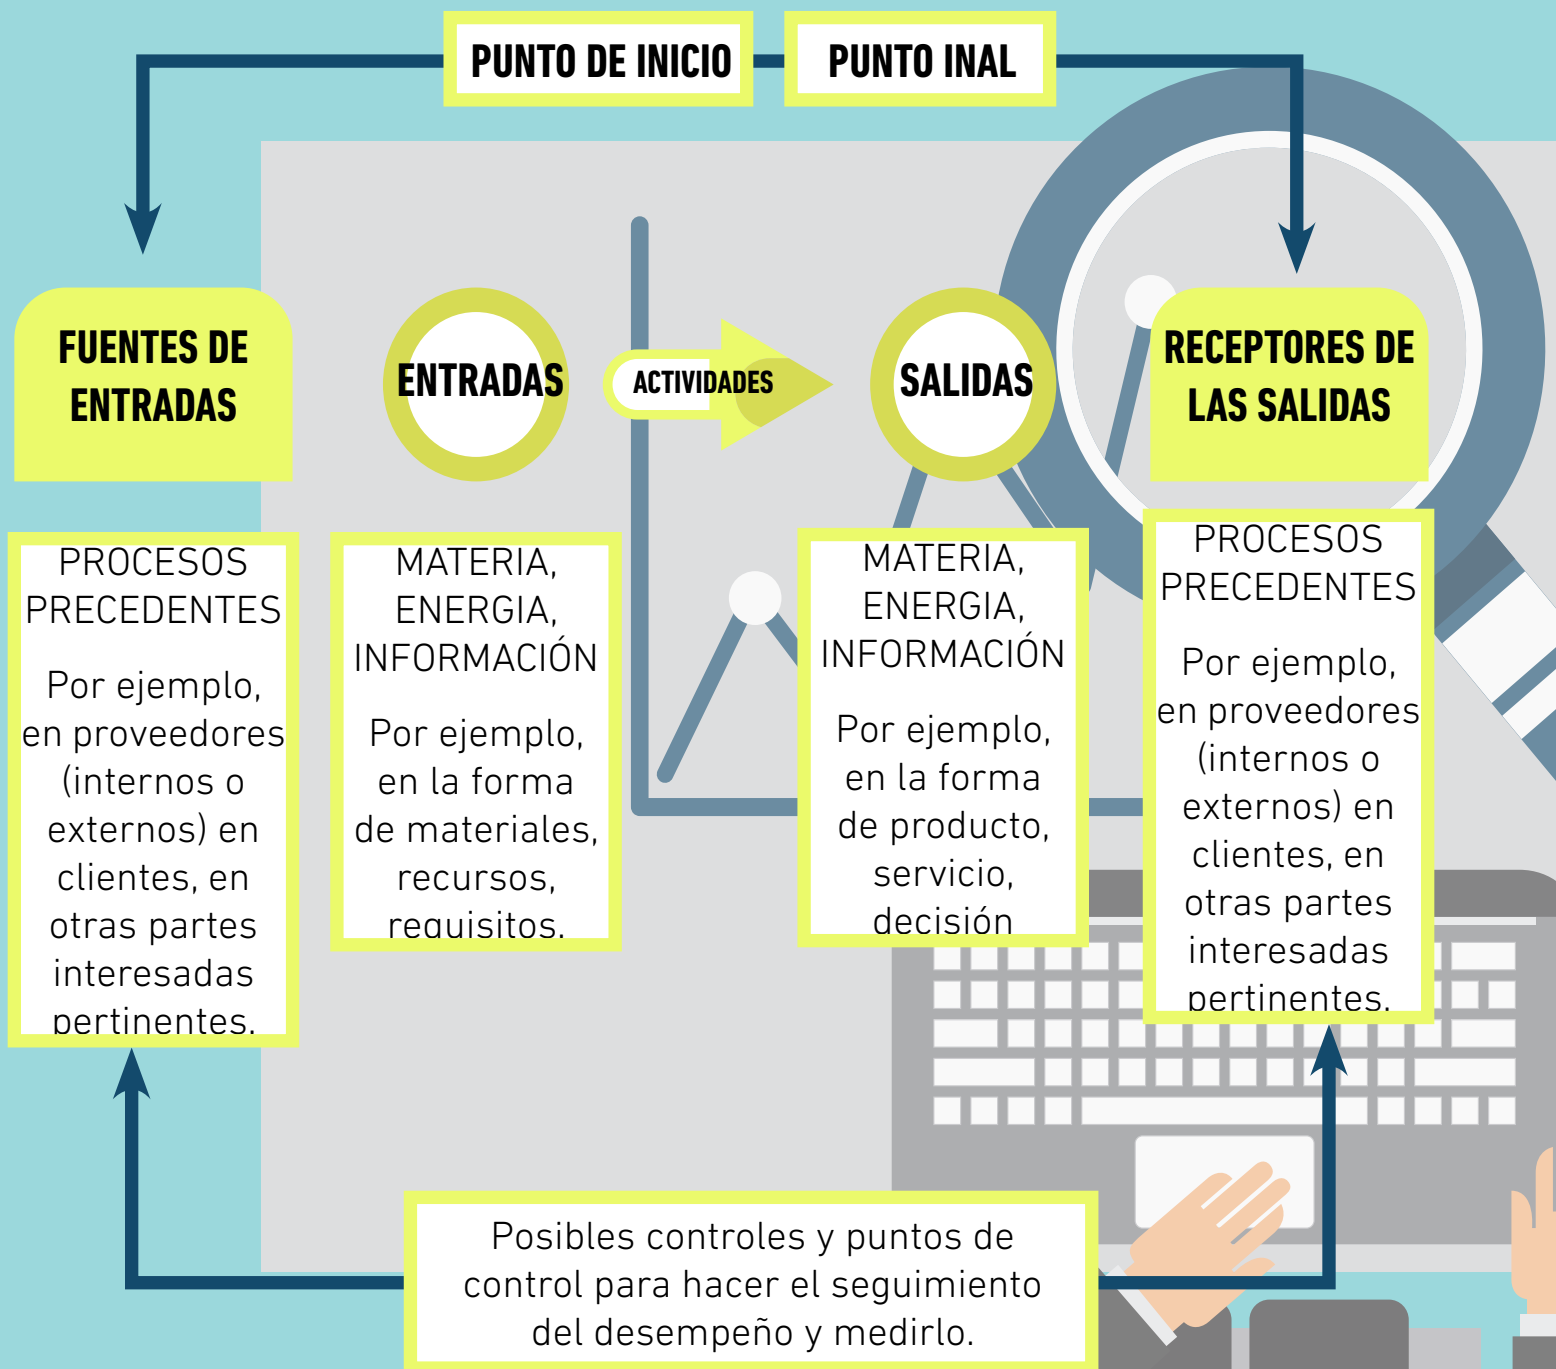 PUNTO DE INICIO
PUNTO INAL
FUENTES DE
ENTRADAS
ENTRADAS
ACTIVIDADES
SALIDAS
RECEPTORES DE
LAS SALIDAS
PROCESOS
PRECEDENTES
Por ejemplo,
en proveedores
(internos o
externos) en
clientes, en
otras partes
interesadas
pertinentes.
MATERIA,
ENERGIA,
INFORMACIÓN
Por ejemplo,
en la forma
de materiales,
recursos,
requisitos.
MATERIA,
ENERGIA,
INFORMACIÓN
Por ejemplo,
en la forma
de producto,
servicio,
decisión
PROCESOS
PRECEDENTES
Por ejemplo,
en proveedores
(internos o
externos) en
clientes, en
otras partes
interesadas
pertinentes.
Posibles controles y puntos de
control para hacer el seguimiento
del desempeño y medirlo.